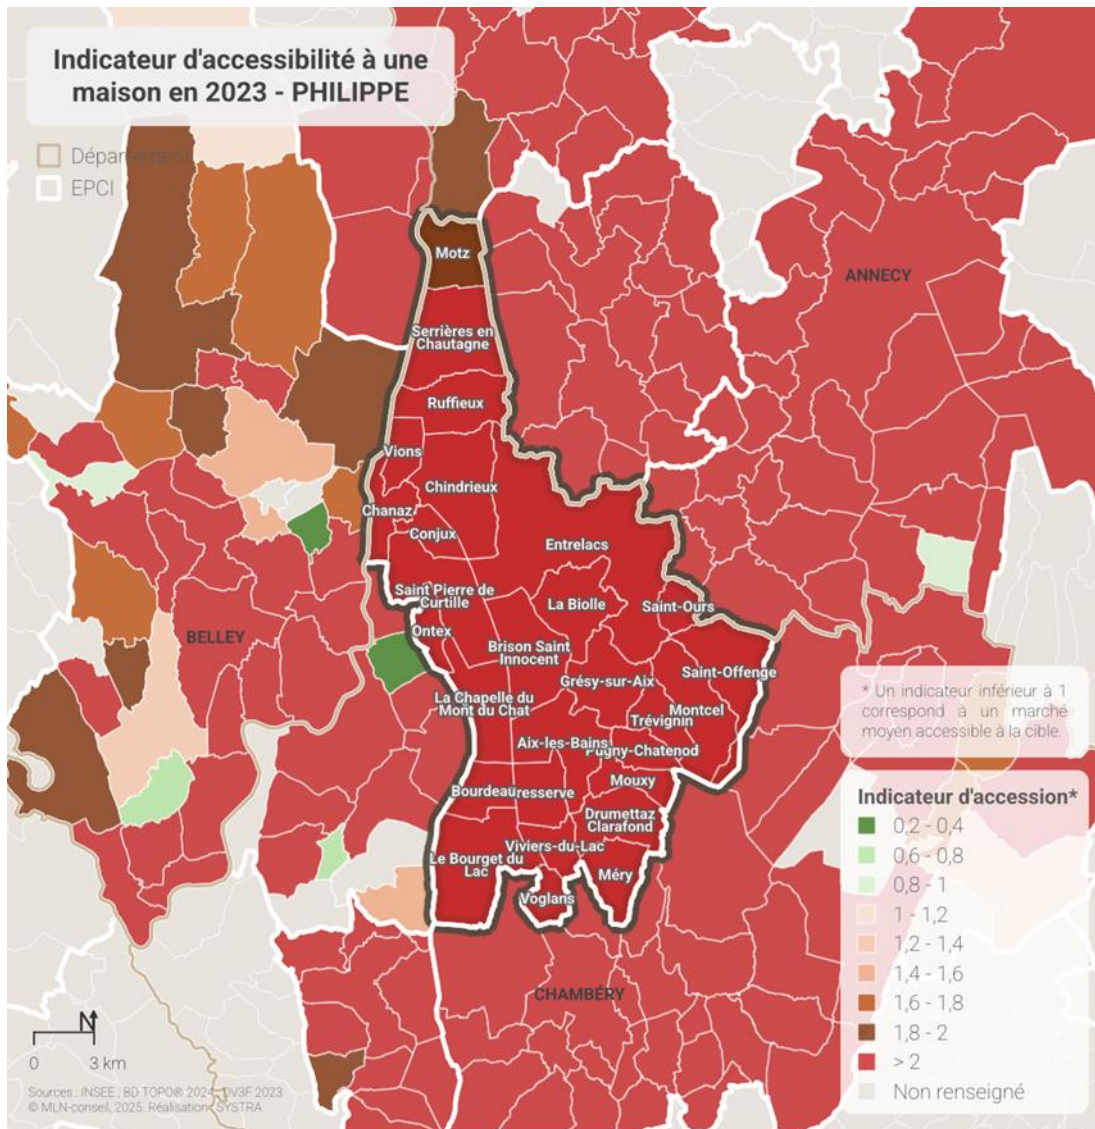 Indicateur d'accessibilité à une
maison en 2023 - PHILIPPE
Département
EPCI
Motz
ANNECY
Serrières en
Chautagne
Ruffieux
Vions
Chindrieux
Chanaz
Conjux
Entrelacs
Saint Pierre de
Curtille
La Biolle
Saint-Ours
BELLEY
Ontex
Brison Saint
Innocent
Saint-Offenge
Grésy-sur-Aix
La Chapelle du
Mont du Chat
Montcel
Trévignin
Aix-les-Bains
Pugny-Chatenod
Mouxy
Bourdeau
resserve
Drumettaz
Clarafond
Viviers-du-Lac
Le Bourget du
Lac
Méry
Voglans
CHAMBÉRY
* Un indicateur inférieur à 1
correspond à un marché
moyen accessible à la cible.
Indicateur d'accession*
0,2 - 0,4
0,6 - 0,8
0,8 - 1
1 - 1,2
1,2 - 1,4
1,4 - 1,6
1,6 - 1,8
1,8 - 2
> 2
Non renseigné
N
0 3 km
Sources : INSEE ; BD TOPO® 2024 ; DV3F 2023
© MLN-conseil, 2025. Réalisation : SYSTRA